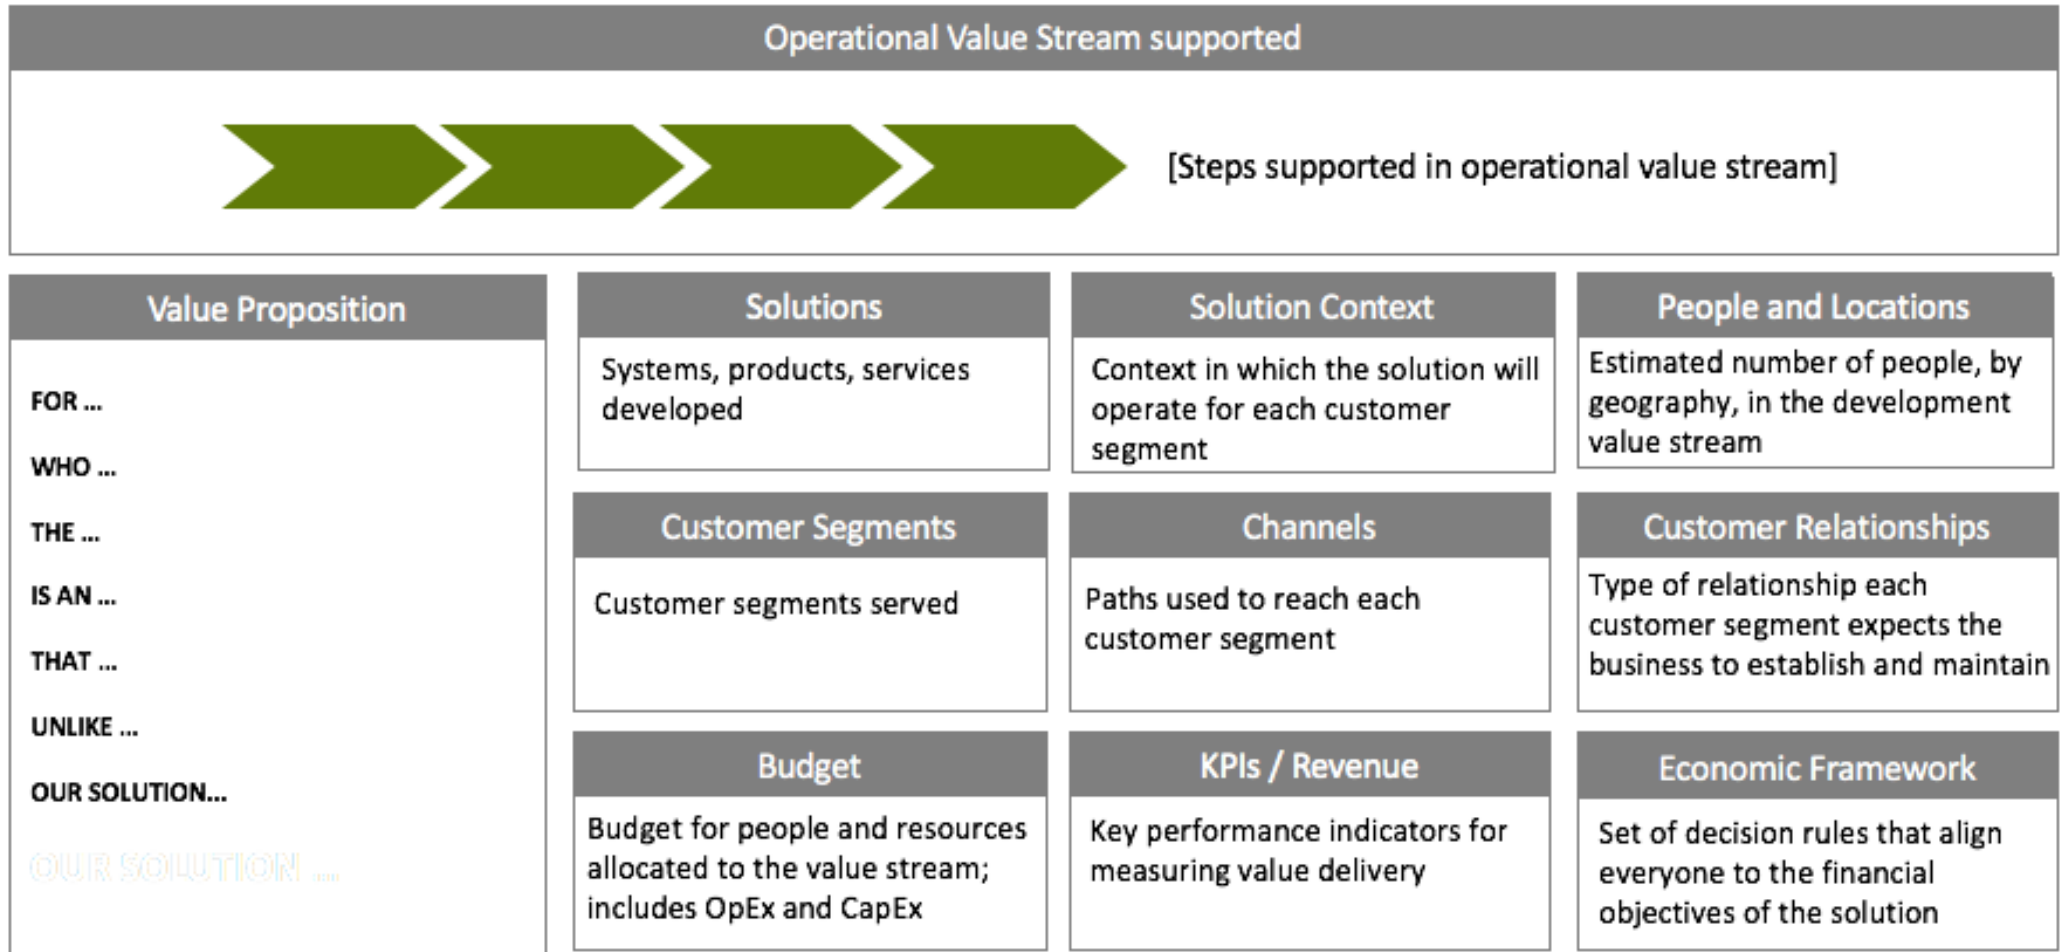 Operational Value Stream supported
[Steps supported in operational value stream]
Value Proposition
FOR ...
WHO ...
THE ...
IS AN ...
THAT ...
UNLIKE ...
OUR SOLUTION...
OUR SOLUTION ...
Solutions
Systems, products, services
developed
Solution Context
Context in which the solution will
operate for each customer
segment
People and Locations
Estimated number of people, by
geography, in the development
value stream
Customer Segments
Customer segments served
Channels
Paths used to reach each
customer segment
Customer Relationships
Type of relationship each
customer segment expects the
business to establish and maintain
Budget
Budget for people and resources
allocated to the value stream;
includes OpEx and CapEx
KPIs / Revenue
Key performance indicators for
measuring value delivery
Economic Framework
Set of decision rules that align
everyone to the financial
objectives of the solution